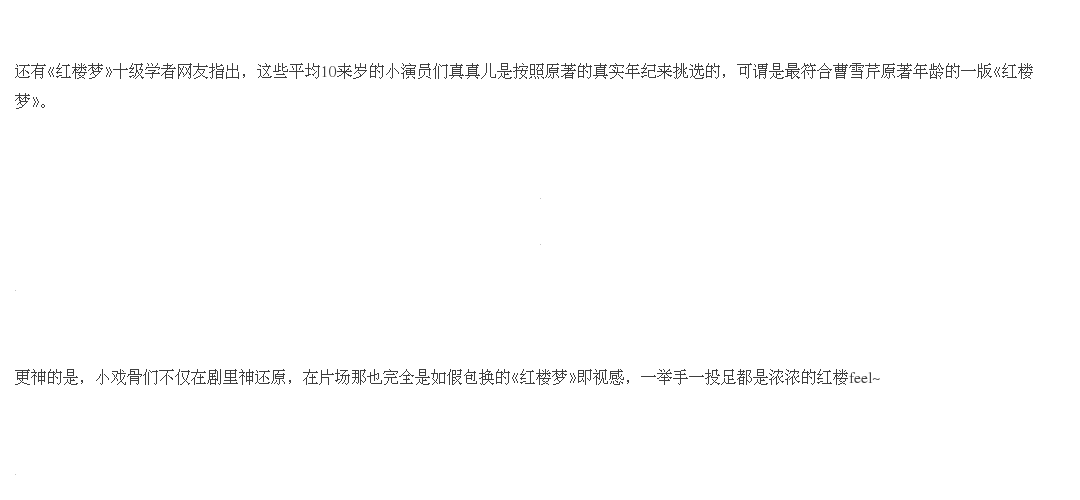 还有《红楼梦》十级学者网友指出，这些平均10来岁的小演员们真真儿是按照原著的真实年纪来挑选的，可谓是最符合曹雪芹原著年龄的一版《红楼
梦》。
更神的是，小戏骨们不仅在剧里神还原，在片场那也完全是如假包换的《红楼梦》即视感，一举手一投足都是浓浓的红楼feel~